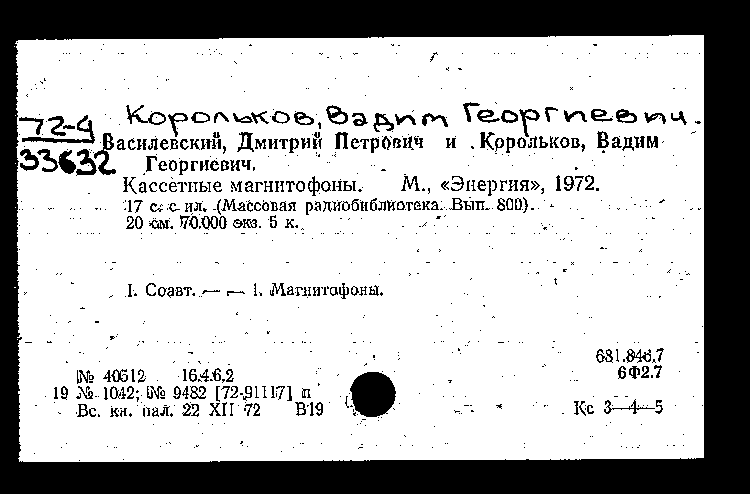 Корольков, Вадим Георгиевич.
72-4
33632
Василевский, Дмитрий Петрович и Корольков, Вадим
Георгиевич.
Кассетные магнитофоны. М., «Энергия», 1972.
17 с. с ил. (Массовая радиобиблиотека. Вып. 800).
20 см. 70.000 экз. 5 к.
I. Соавт. — — 1. Магнитофоны.
681.846.7
№ 40512 16.4.6.2 6Ф2.7
19 № 1042; № 9482 [72-91117] п
Вс. кн. пал. 22 XII 72 В19 Кс 3—4—5